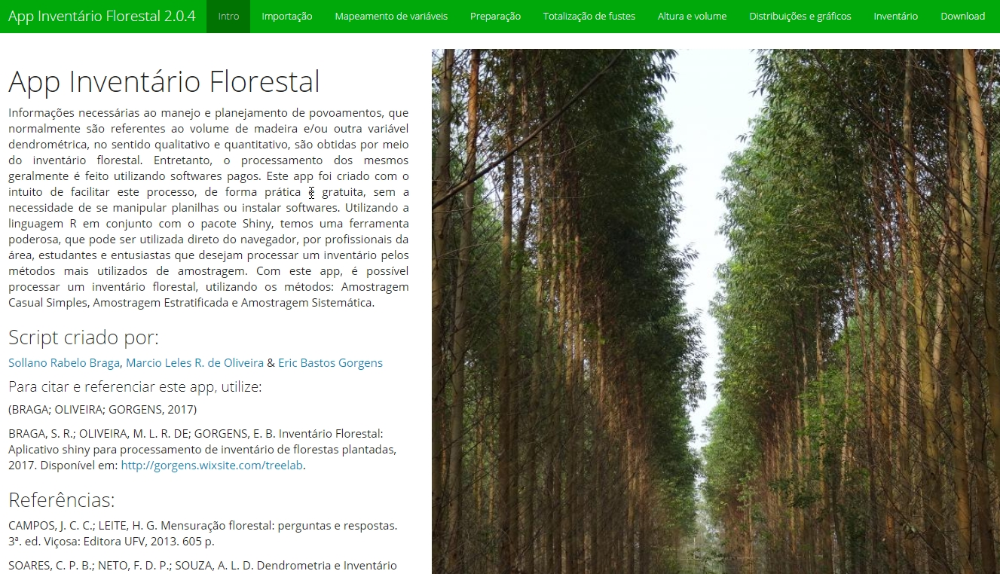 App Inventário Florestal 2.0.4 Intro Importação Mapeamento de variáveis Preparação Totalização de fustes Altura e volume Distribuições e gráficos Inventário Download
App Inventário Florestal
Informações necessárias ao manejo e planejamento de povoamentos, que
normalmente são referentes ao volume de madeira e/ou outra variável
dendrométrica, no sentido qualitativo e quantitativo, são obtidas por meio
do inventário florestal. Entretanto, o processamento dos mesmos
geralmente é feito utilizando softwares pagos. Este app foi criado com o
intuito de facilitar este processo, de forma prática e gratuita, sem a
necessidade de se manipular planilhas ou instalar softwares. Utilizando a
linguagem R em conjunto com o pacote Shiny, temos uma ferramenta
poderosa, que pode ser utilizada direto do navegador, por profissionais da
área, estudantes e entusiastas que desejam processar um inventário pelos
métodos mais utilizados de amostragem. Com este app, é possível
processar um inventário florestal, utilizando os métodos: Amostragem
Casual Simples, Amostragem Estratificada e Amostragem Sistemática.
Script criado por:
Sollano Rabelo Braga, Marcio Leles R. de Oliveira & Eric Bastos Gorgens
Para citar e referenciar este app, utilize:
(BRAGA; OLIVEIRA; GORGENS, 2017)
BRAGA, S. R.; OLIVEIRA, M. L. R. DE; GORGENS, E. B. Inventário Florestal:
Aplicativo shiny para processamento de inventário de florestas plantadas,
2017. Disponível em: http://gorgens.wixsite.com/treelab.
Referências:
CAMPOS, J. C. C.; LEITE, H. G. Mensuração florestal: perguntas e respostas.
3ª. ed. Viçosa: Editora UFV, 2013. 605 p.
SOARES, C. P. B.; NETO, F. D. P.; SOUZA, A. L. D. Dendrometria e Inventário